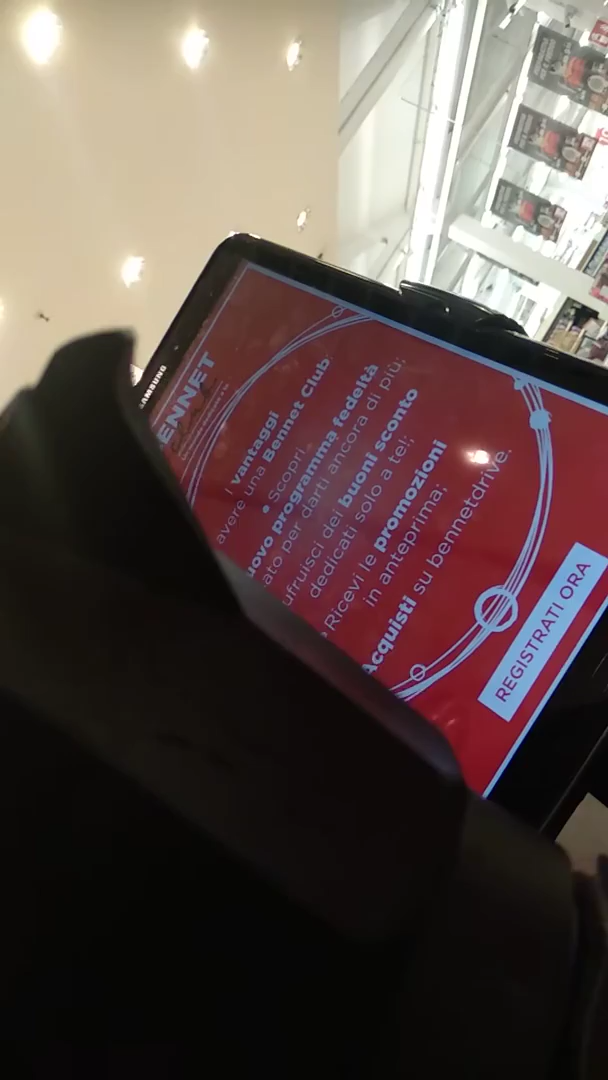 SAMSUNG
ENNET
I vantaggi
avere una Bennet Club:
• Scopri
uovo programma fedeltà
ato per darti ancora di più;
ufruisci dei buoni sconto
dedicati solo a te!;
Ricevi le promozioni
in anteprima;
Acquisti su bennetdrive.
REGISTRATI ORA